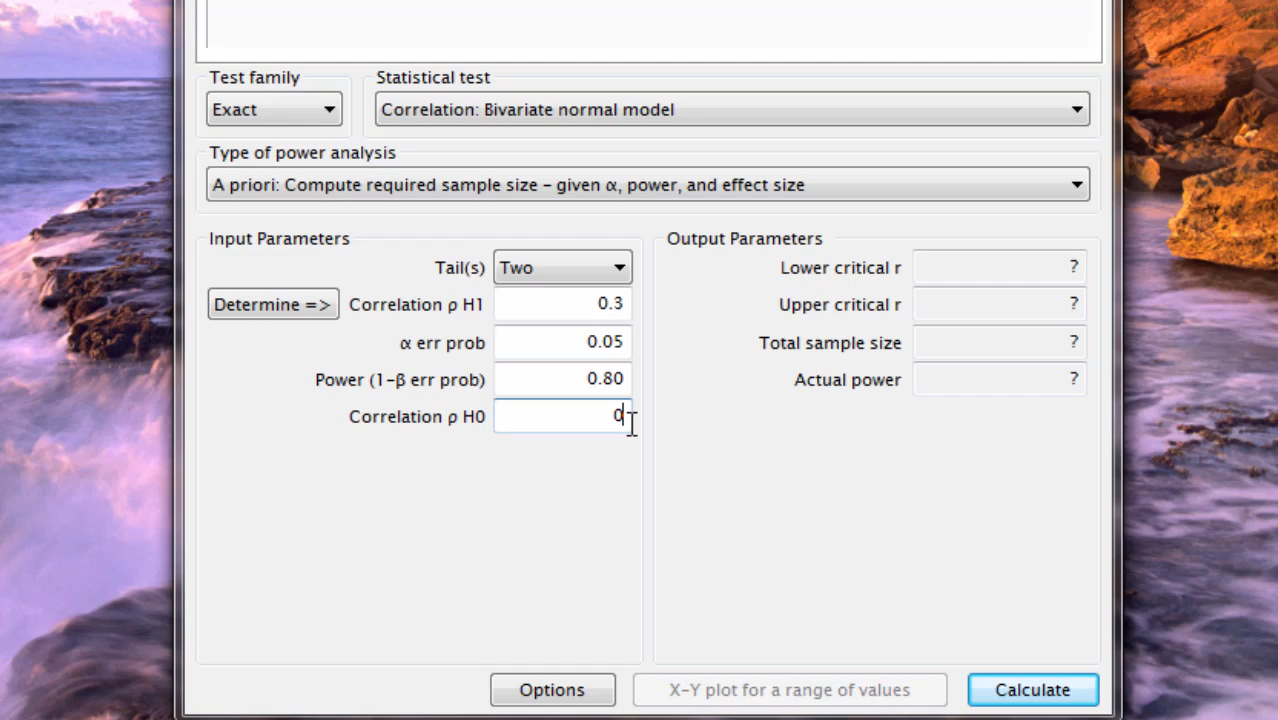 Test family
Statistical test
Exact
Correlation: Bivariate normal model
Type of power analysis
A priori: Compute required sample size – given α, power, and effect size
Input Parameters
Output Parameters
Tail(s) Two
Lower critical r ?
Determine => Correlation ρ H1 0.3
Upper critical r ?
α err prob 0.05
Total sample size ?
Power (1-β err prob) 0.80
Actual power ?
Correlation ρ H0 0
Options
X-Y plot for a range of values
Calculate